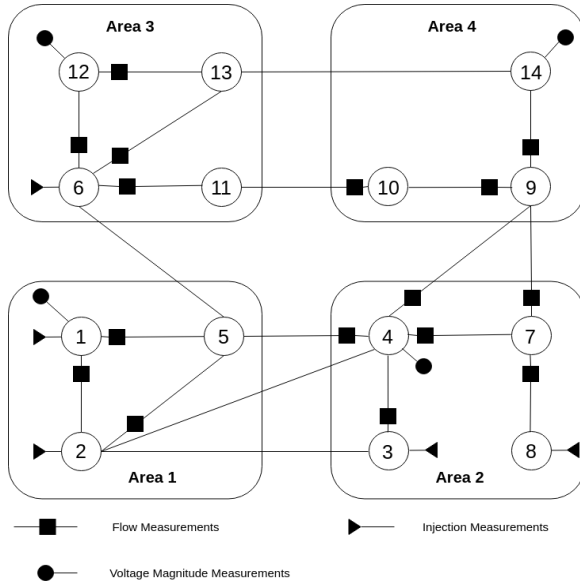 Area 3
Area 4
12
13
14
6
11
10
9
1
5
4
7
2
3
8
Area 1
Area 2
Flow Measurements
Injection Measurements
Voltage Magnitude Measurements